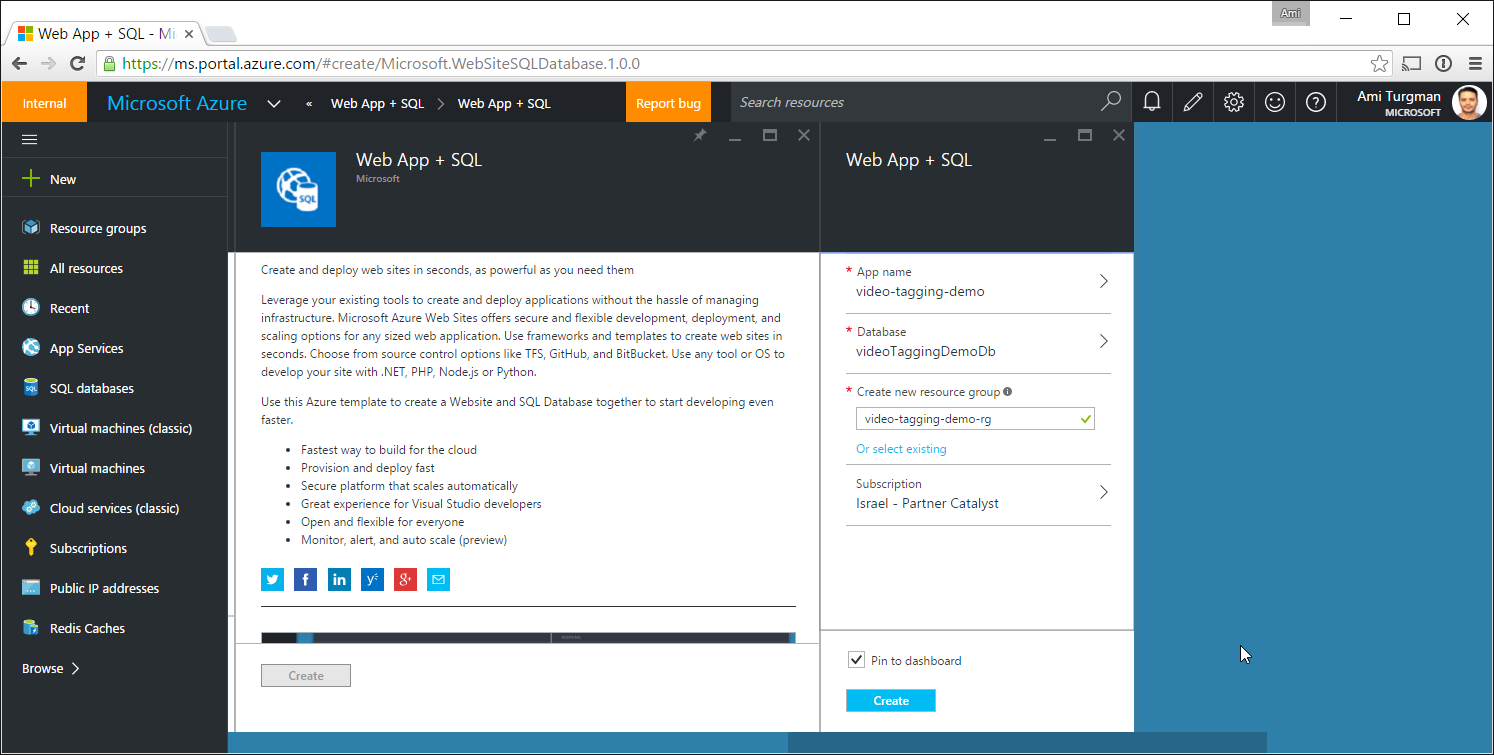 Ami
Web App + SQL - Mi
https://ms.portal.azure.com/#create/Microsoft.WebSiteSQLDatabase.1.0.0
Internal
Microsoft Azure
«
Web App + SQL
Web App + SQL
Report bug
Search resources
Ami Turgman
MICROSOFT
New
Resource groups
All resources
Recent
App Services
SQL databases
Virtual machines (classic)
Virtual machines
Cloud services (classic)
Subscriptions
Public IP addresses
Redis Caches
Browse
SQL
Web App + SQL
Microsoft
Create and deploy web sites in seconds, as powerful as you need them
Leverage your existing tools to create and deploy applications without the hassle of managing
infrastructure. Microsoft Azure Web Sites offers secure and flexible development, deployment, and
scaling options for any sized web application. Use frameworks and templates to create web sites in
seconds. Choose from source control options like TFS, GitHub, and BitBucket. Use any tool or OS to
develop your site with .NET, PHP, Node.js or Python.
Use this Azure template to create a Website and SQL Database together to start developing even
faster.
• Fastest way to build for the cloud
• Provision and deploy fast
• Secure platform that scales automatically
• Great experience for Visual Studio developers
• Open and flexible for everyone
• Monitor, alert, and auto scale (preview)
Create
Web App + SQL
* App name
video-tagging-demo
* Database
videoTaggingDemoDb
* Create new resource group
video-tagging-demo-rg
Or select existing
Subscription
Israel - Partner Catalyst
Pin to dashboard
Create